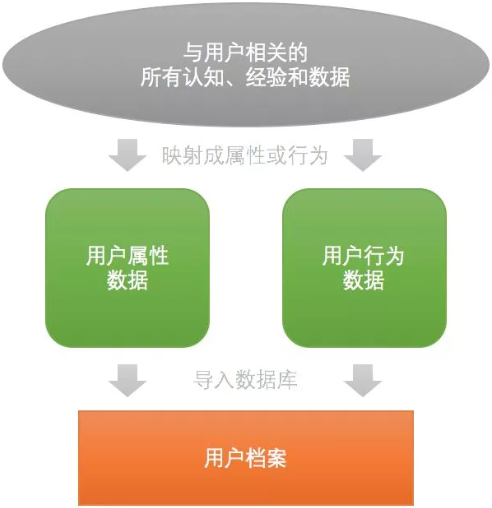 与用户相关的
所有认知、经验和数据
映射成属性或行为
用户属性
数据
用户行为
数据
导入数据库
用户档案